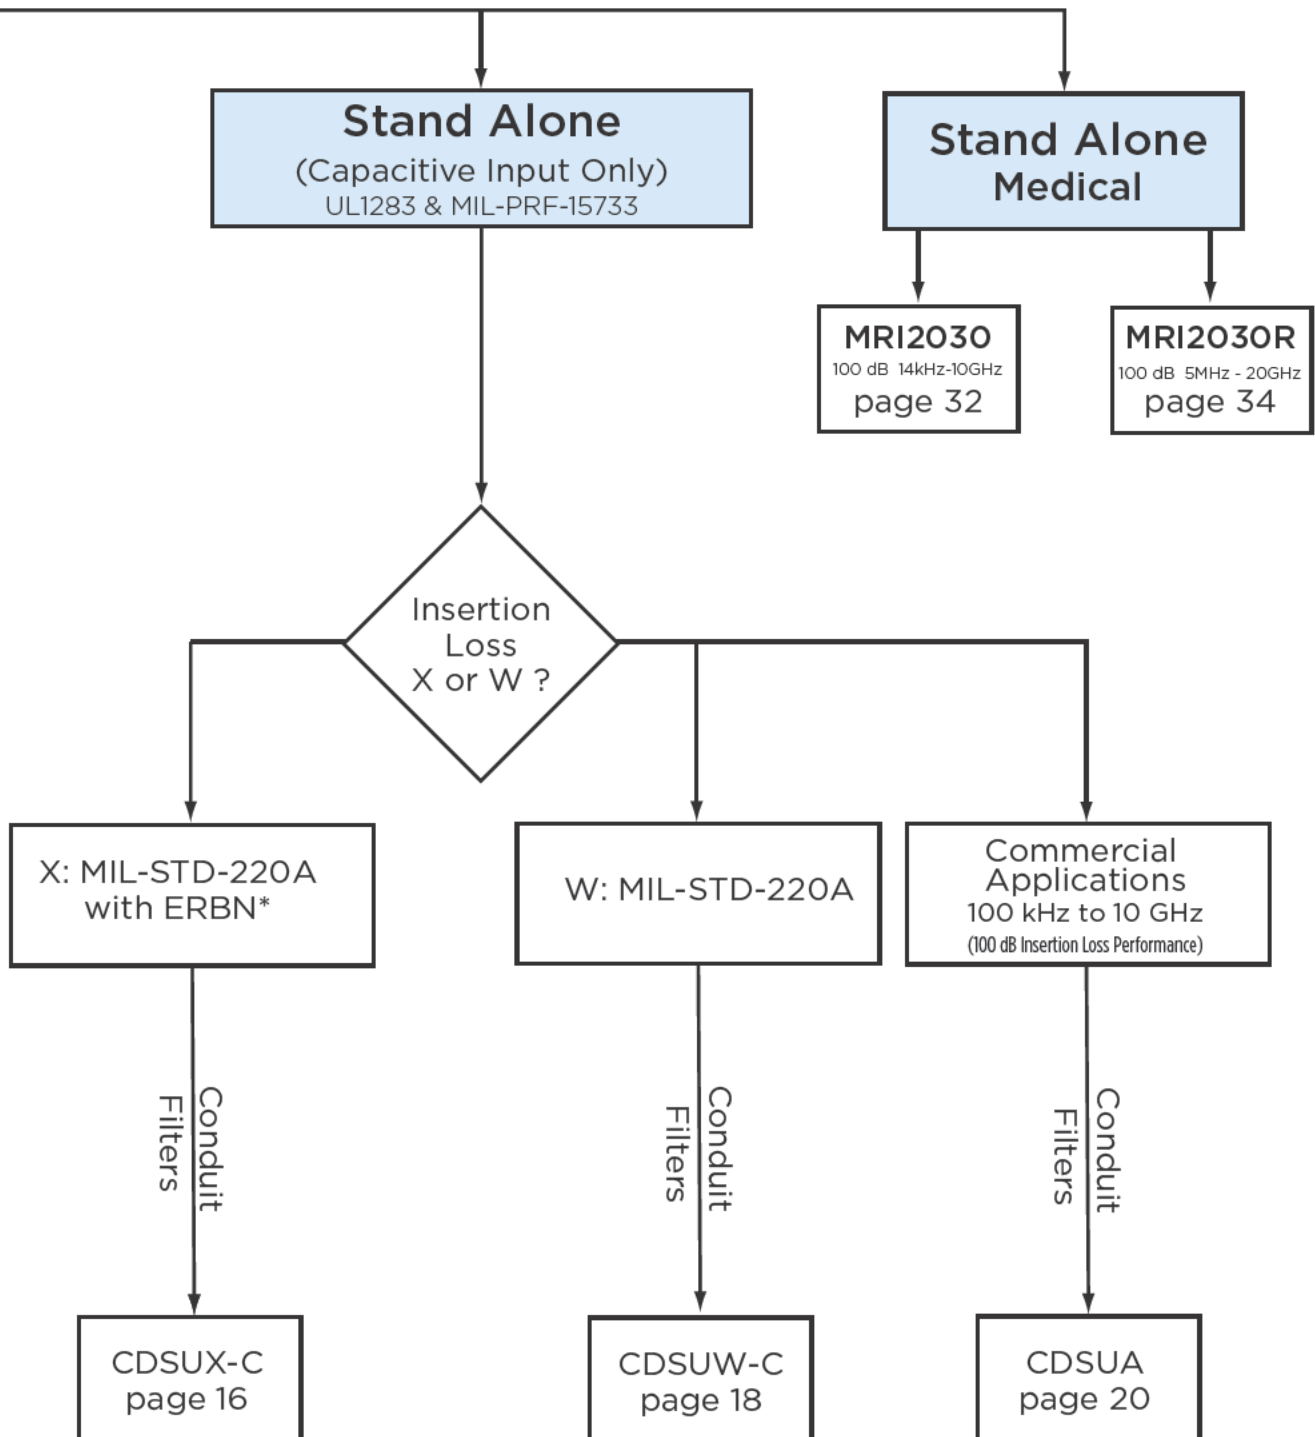 Stand Alone
(Capacitive Input Only)
UL1283 & MIL-PRF-15733
Stand Alone
Medical
MRI2030
100 dB 14kHz-10GHz
page 32
MRI2030R
100 dB 5MHz - 20GHz
page 34
Insertion
Loss
X or W ?
X: MIL-STD-220A
with ERBN*
W: MIL-STD-220A
Commercial
Applications
100 kHz to 10 GHz
(100 dB Insertion Loss Performance)
Conduit
Filters
Conduit
Filters
Conduit
Filters
CDSUX-C
page 16
CDSUW-C
page 18
CDSUA
page 20